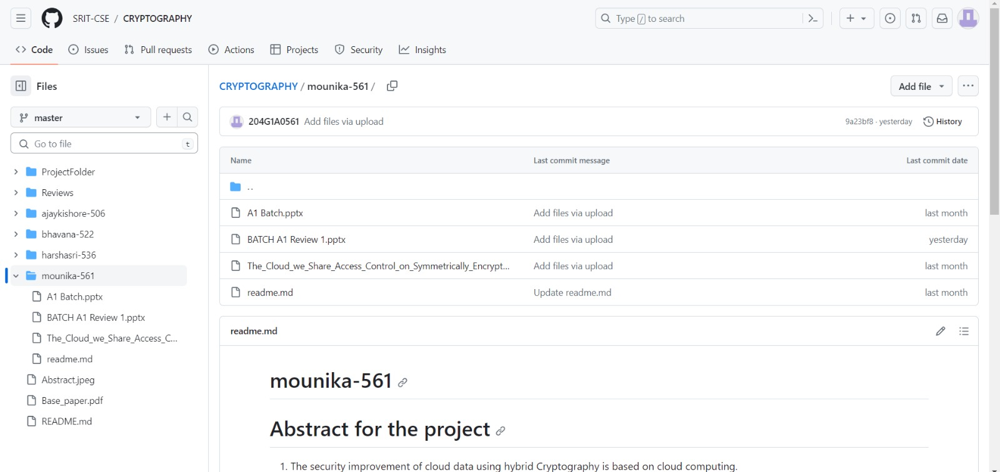 SRIT-CSE / CRYPTOGRAPHY
Type / to search
Code Issues Pull requests Actions Projects Security Insights
Files
master
Go to file t
ProjectFolder
Reviews
ajaykishore-506
bhavana-522
harshasri-536
mounika-561
A1 Batch.pptx
BATCH A1 Review 1.pptx
The_Cloud_we_Share_Access_C...
readme.md
Abstract.jpeg
Base_paper.pdf
README.md
CRYPTOGRAPHY / mounika-561 /
Add file
204G1A0561 Add files via upload 9a23bf8 · yesterday History
Name Last commit message Last commit date
..
A1 Batch.pptx Add files via upload last month
BATCH A1 Review 1.pptx Add files via upload yesterday
The_Cloud_we_Share_Access_Control_on_Symmetrically_Encrypt... Add files via upload last month
readme.md Update readme.md last month
readme.md
mounika-561
Abstract for the project
1. The security improvement of cloud data using hybrid Cryptography is based on cloud computing.